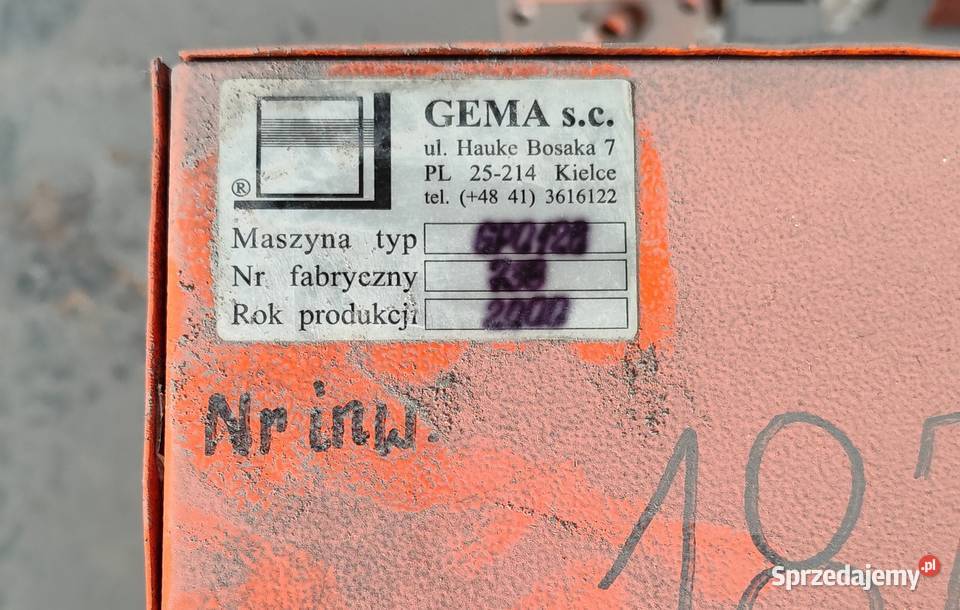 GEMA s.c.
ul. Hauke Bosaka 7
PL 25-214 Kielce
tel. (+48 41) 3616122
®
Maszyna typ
Nr fabryczny
Rok produkcji 2000
Nr inw.
187
Sprzedajemy.pl